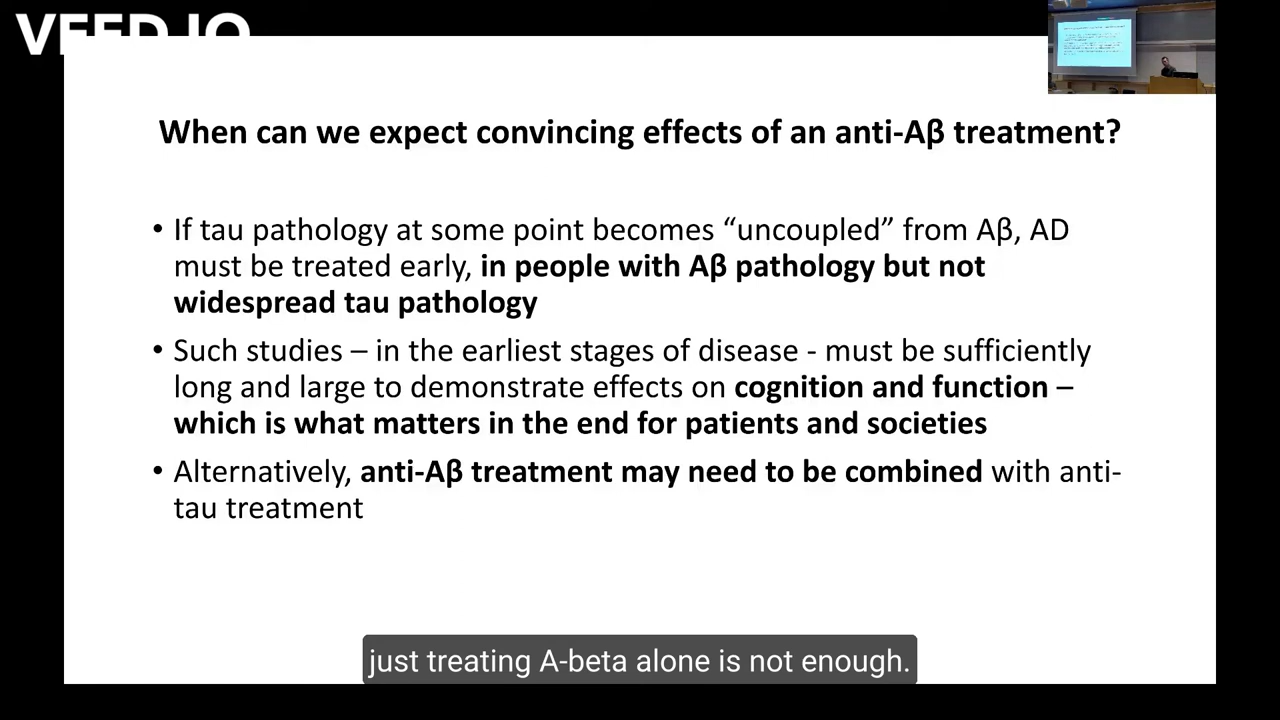 VEED.IO
When can we expect convincing effects of an anti-Aβ treatment?
• If tau pathology at some point becomes “uncoupled” from Aβ, AD
must be treated early, in people with Aβ pathology but not
widespread tau pathology
• Such studies – in the earliest stages of disease - must be sufficiently
long and large to demonstrate effects on cognition and function –
which is what matters in the end for patients and societies
• Alternatively, anti-Aβ treatment may need to be combined with anti-
tau treatment
just treating A-beta alone is not enough.